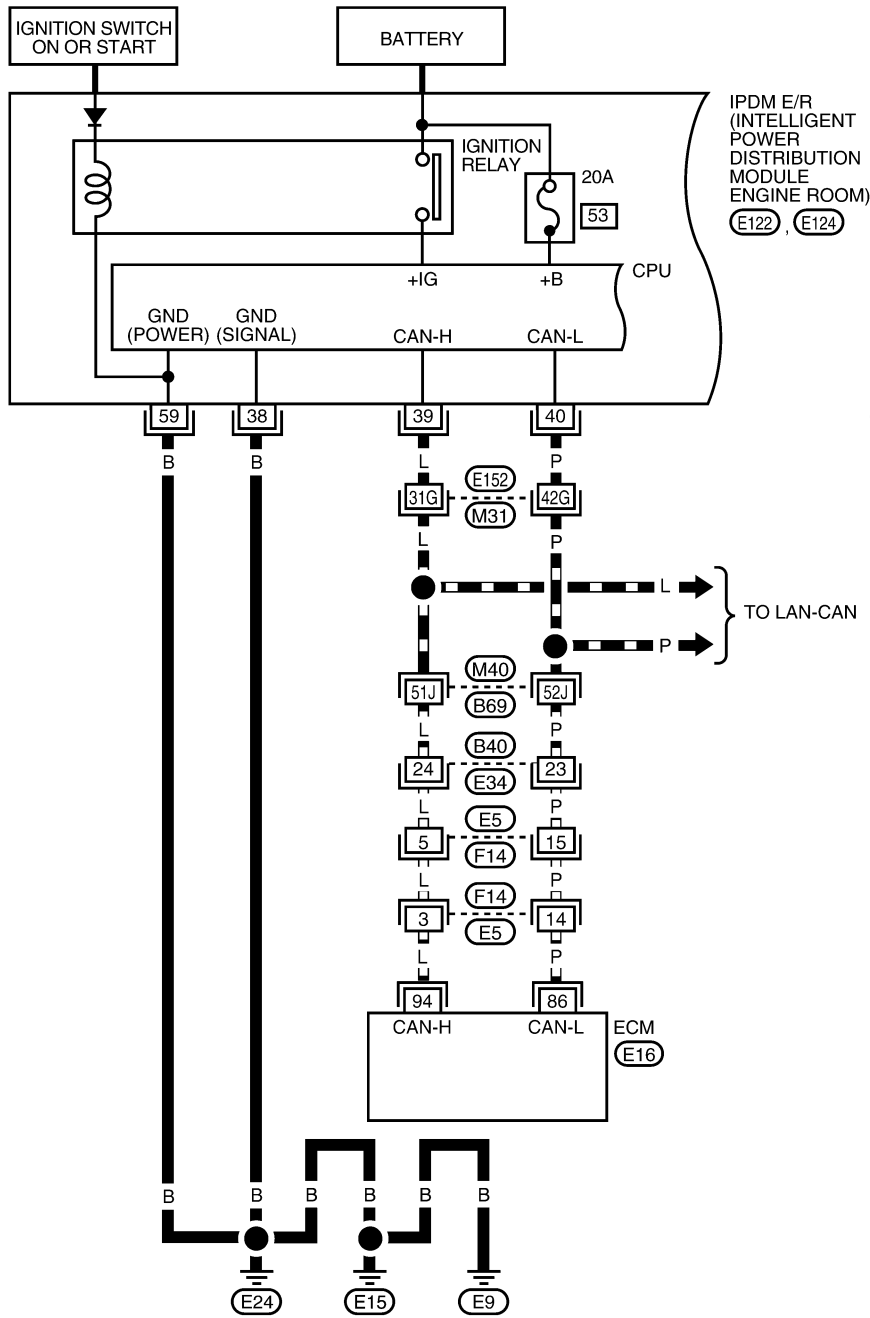 IGNITION SWITCH
ON OR START
BATTERY
IPDM E/R
(INTELLIGENT
POWER
DISTRIBUTION
MODULE
ENGINE ROOM)
E122 , E124
IGNITION
RELAY
20A
53
CPU
+IG
+B
GND
(POWER)
GND
(SIGNAL)
CAN-H
CAN-L
59
38
39
40
B
B
L
P
31G
E152
M31
42G
L
P
L
P
TO LAN-CAN
51J
M40
B69
52J
L
P
24
B40
E34
23
L
P
5
E5
F14
15
L
P
3
F14
E5
14
L
P
94
86
CAN-H
CAN-L
ECM
E16
B
B
B
B
B
B
E24
E15
E9